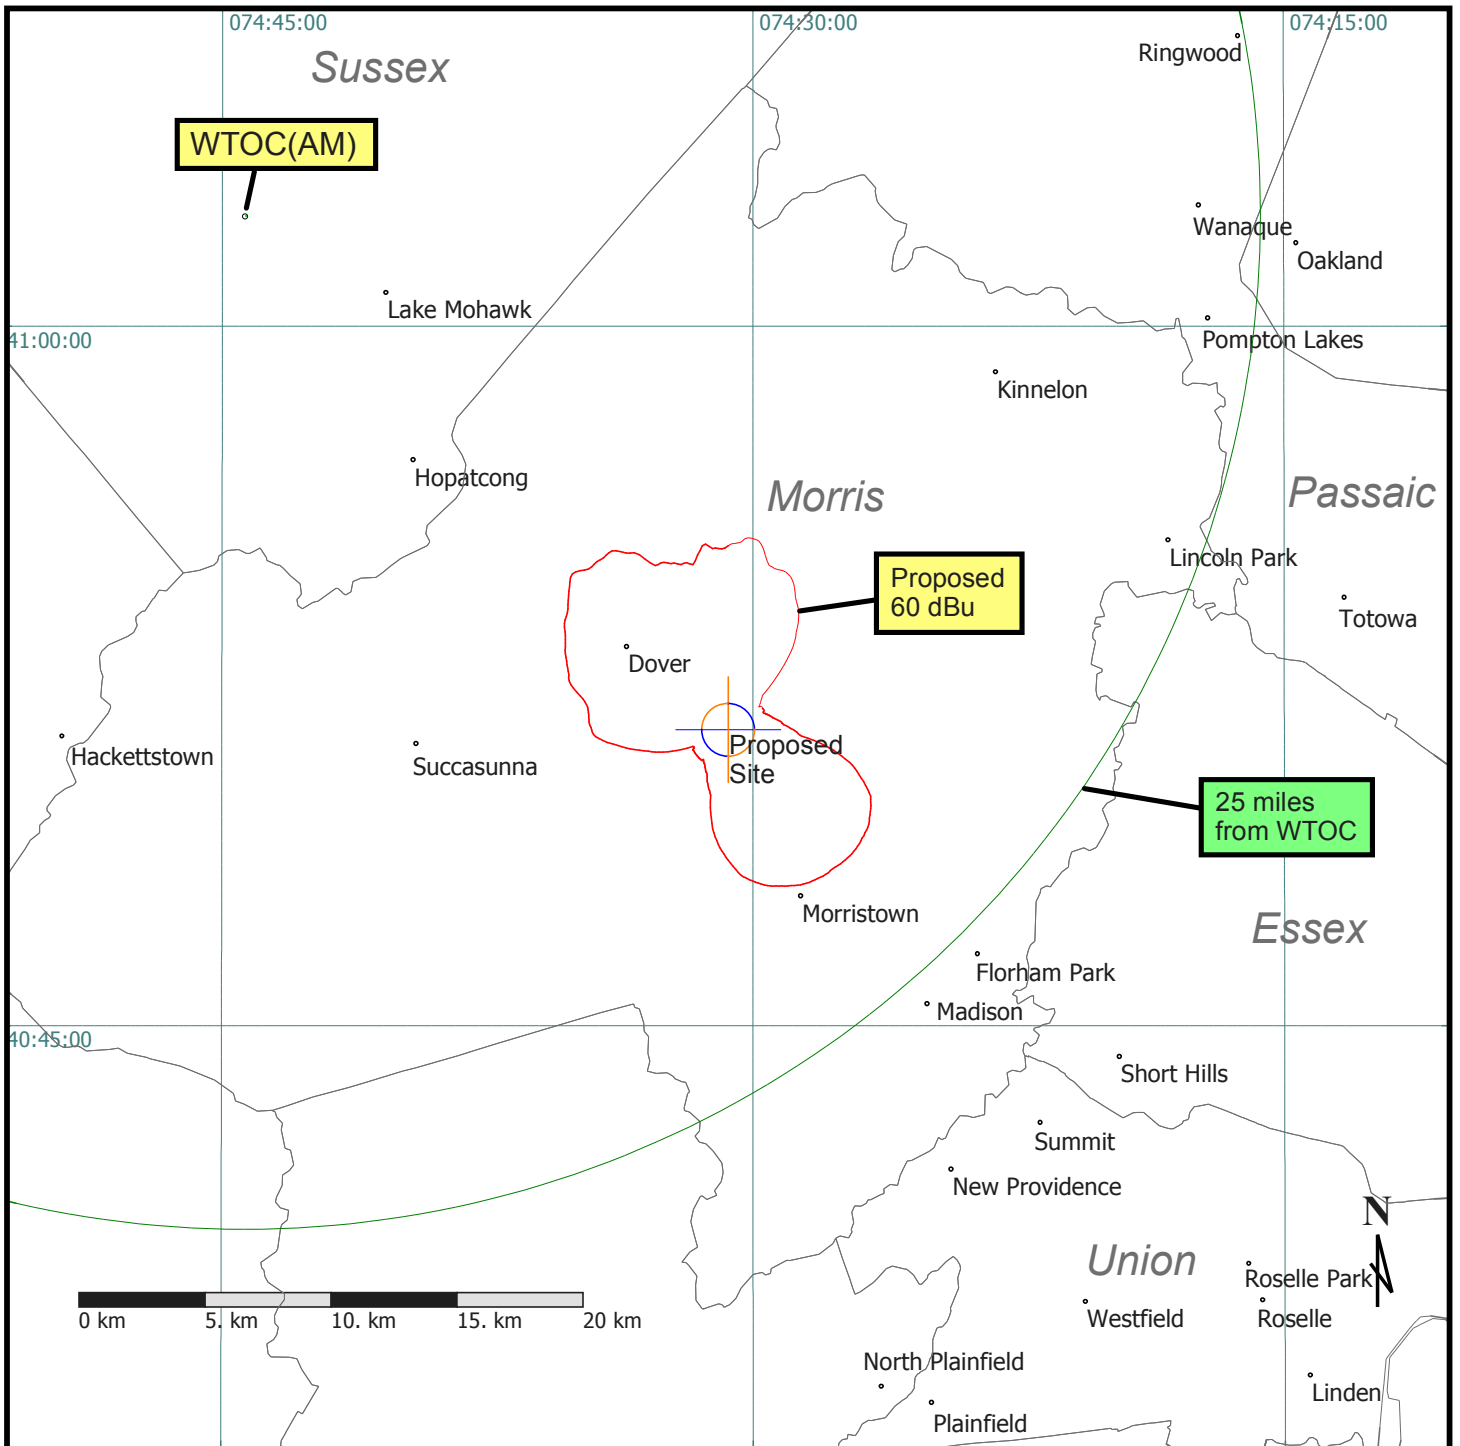 074:45:00
074:30:00
074:15:00
Sussex
Ringwood
WTOC(AM)
Wanaque
Oakland
Lake Mohawk
41:00:00
Pompton Lakes
Kinnelon
Hopatcong
Morris
Passaic
Lincoln Park
Proposed
60 dBu
Totowa
Dover
Hackettstown
Succasunna
Proposed
Site
25 miles
from WTOC
Morristown
Essex
Florham Park
Madison
40:45:00
Short Hills
Summit
New Providence
N
Union
Roselle Park
0 km
5. km
10. km
15. km
20 km
Westfield
Roselle
North Plainfield
Linden
Plainfield